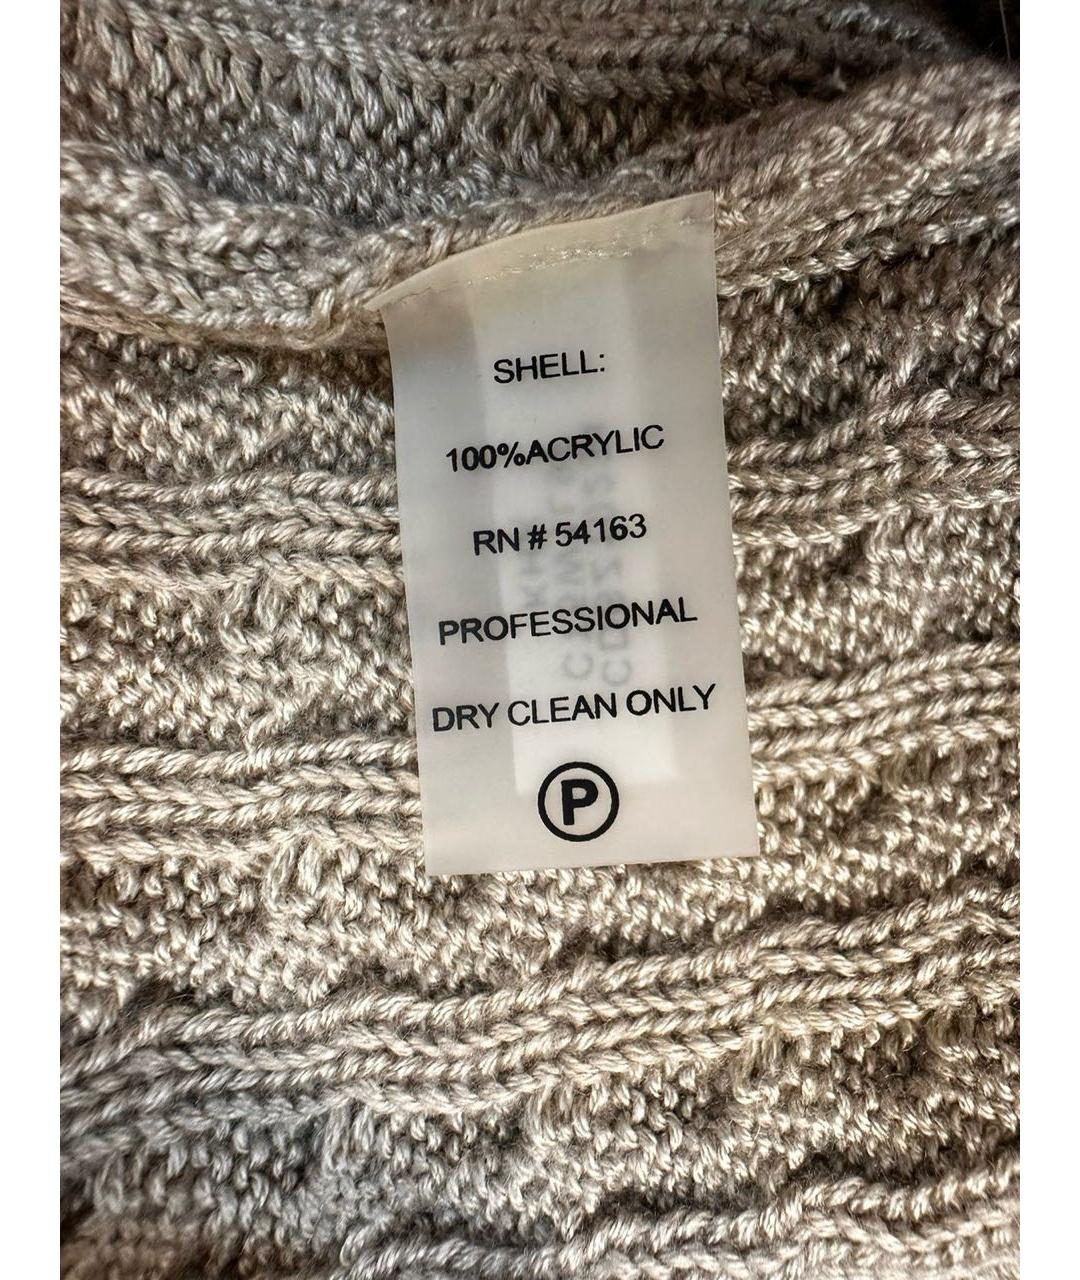 SHELL:
100%ACRYLIC
RN # 54163
PROFESSIONAL
DRY CLEAN ONLY
P